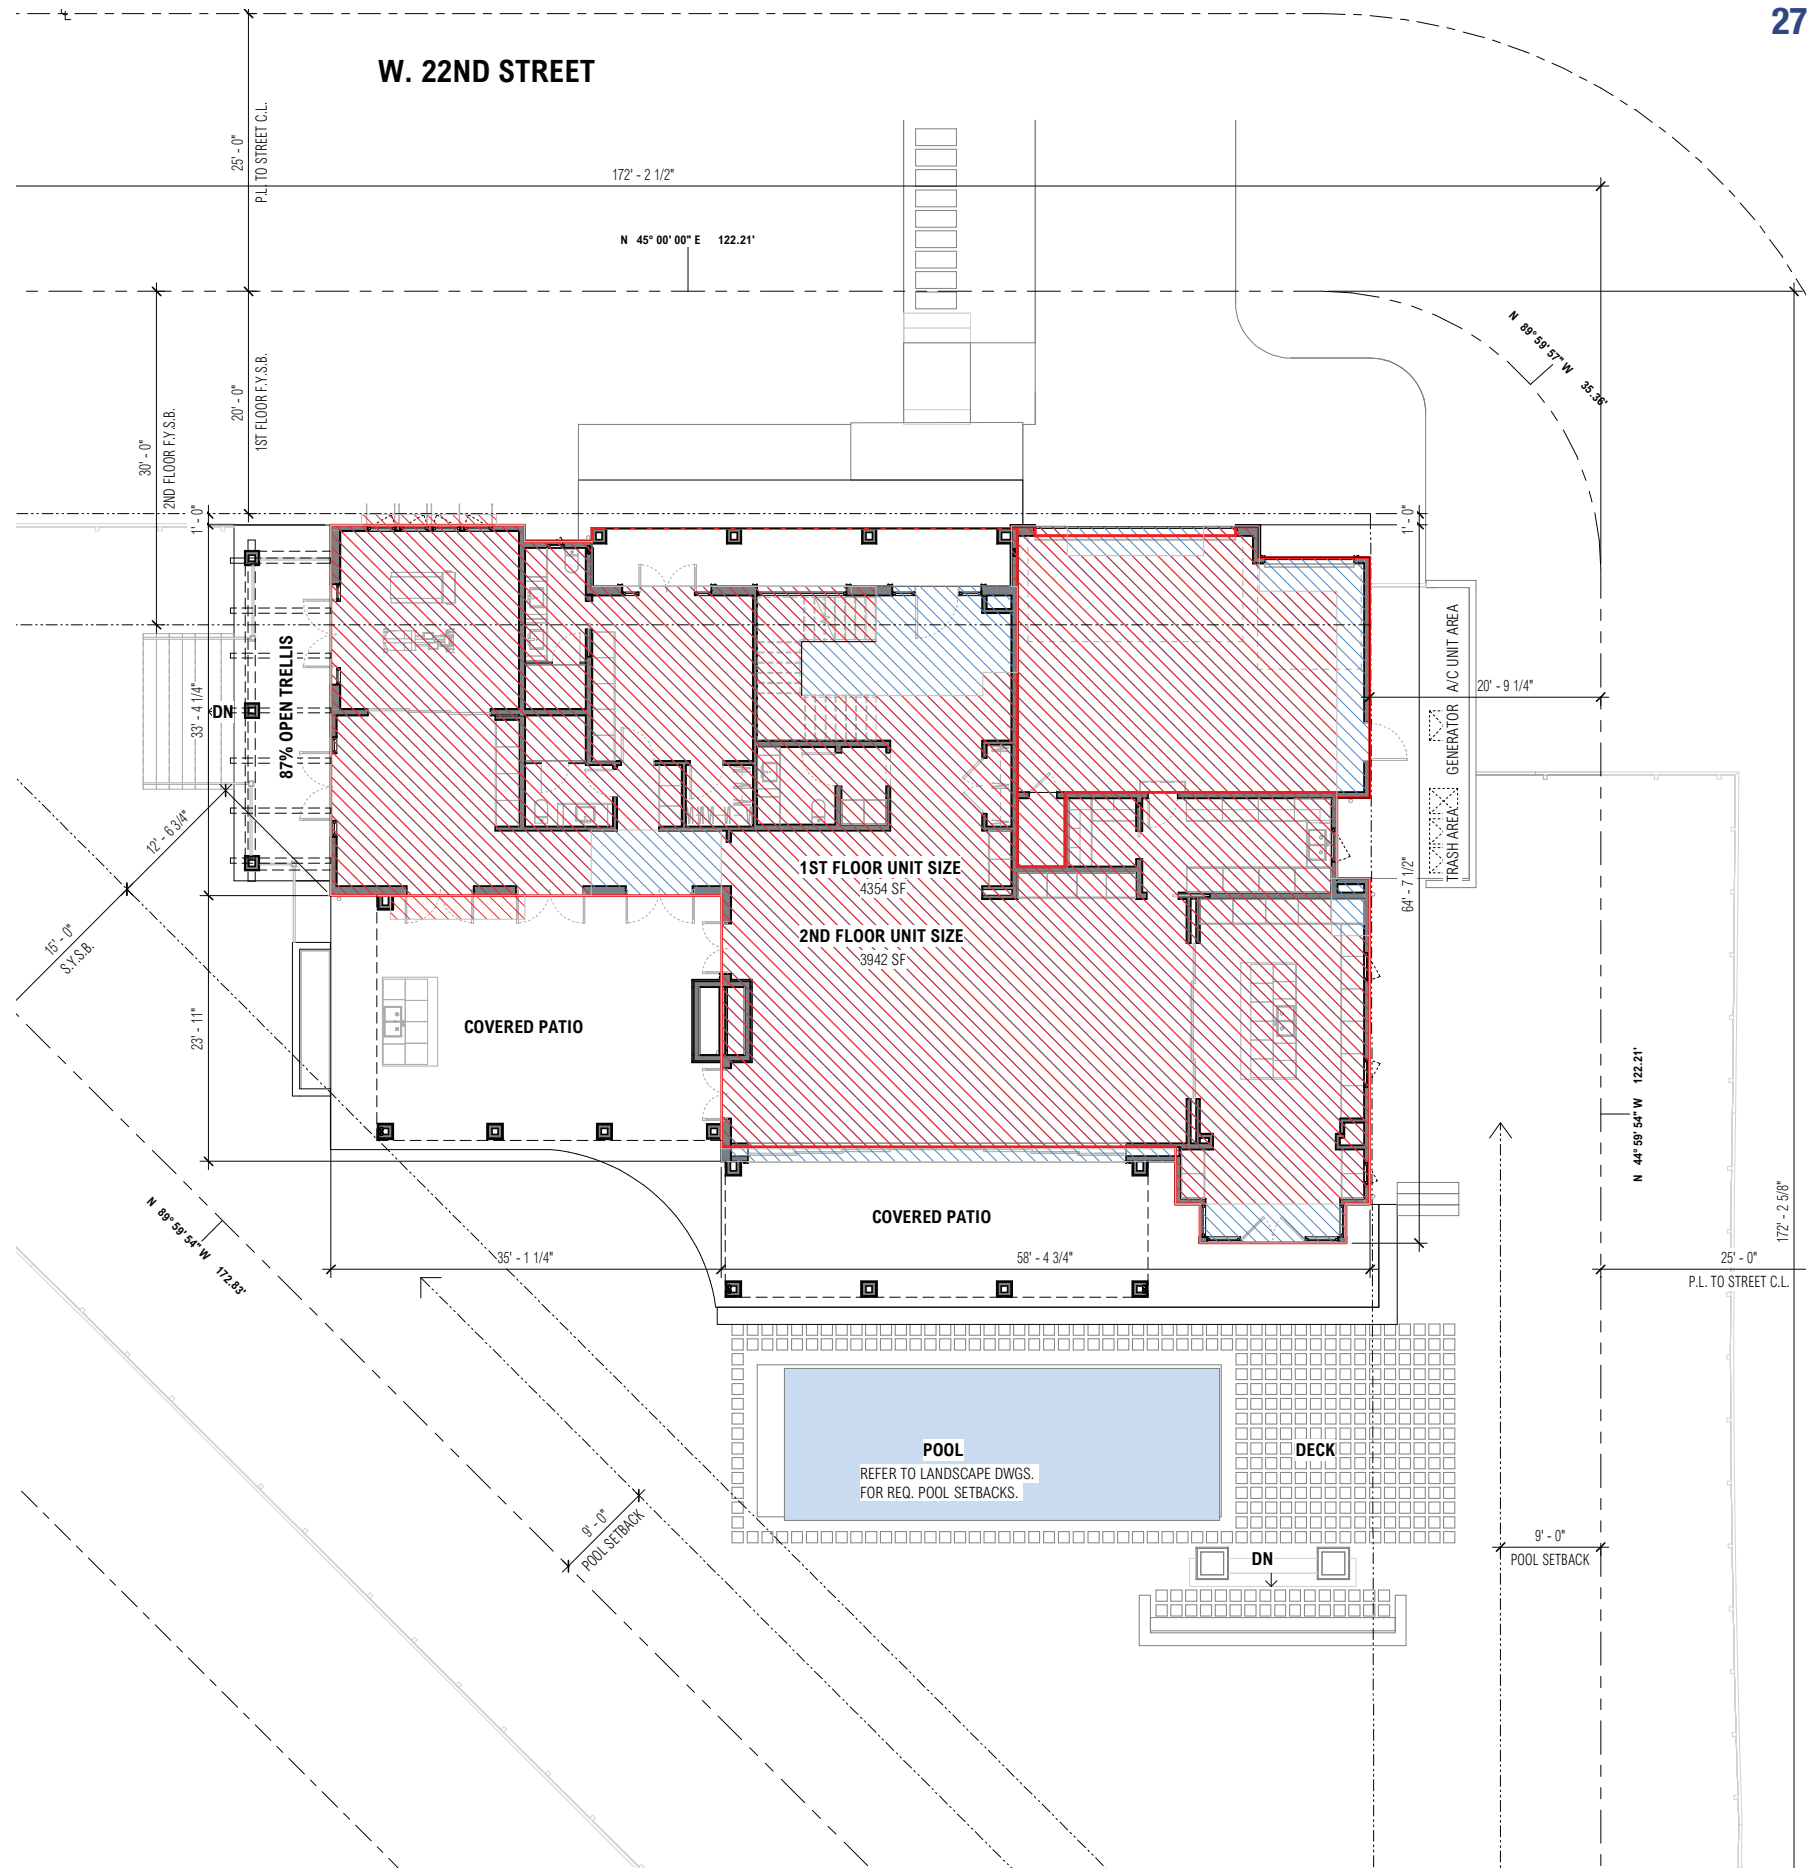 27
W. 22ND STREET
25' - 0"
P.L. TO STREET C.L.
172' - 2 1/2"
N 45° 00' 00" E 122.21'
N 89° 59' 57" W 35.36'
20' - 0"
1ST FLOOR F.Y.S.B.
30' - 0"
2ND FLOOR F.Y.S.B.
1' - 0"
1' - 0"
87% OPEN TRELLIS
DN
33' - 4 1/4"
20' - 9 1/4"
GENERATOR A/C UNIT AREA
TRASH AREA
12' - 6 3/4"
15' - 0"
S.Y.S.B.
1ST FLOOR UNIT SIZE
4354 SF
2ND FLOOR UNIT SIZE
3942 SF
64' - 7 1/2"
23' - 11"
COVERED PATIO
N 44° 59' 54" W 122.21'
COVERED PATIO
N 89° 59' 54" W 172.83'
35' - 1 1/4"
58' - 4 3/4"
172' - 2 5/8"
25' - 0"
P.L. TO STREET C.L.
POOL
REFER TO LANDSCAPE DWGS.
FOR REQ. POOL SETBACKS.
DECK
9' - 0"
POOL SETBACK
9' - 0"
POOL SETBACK
DN